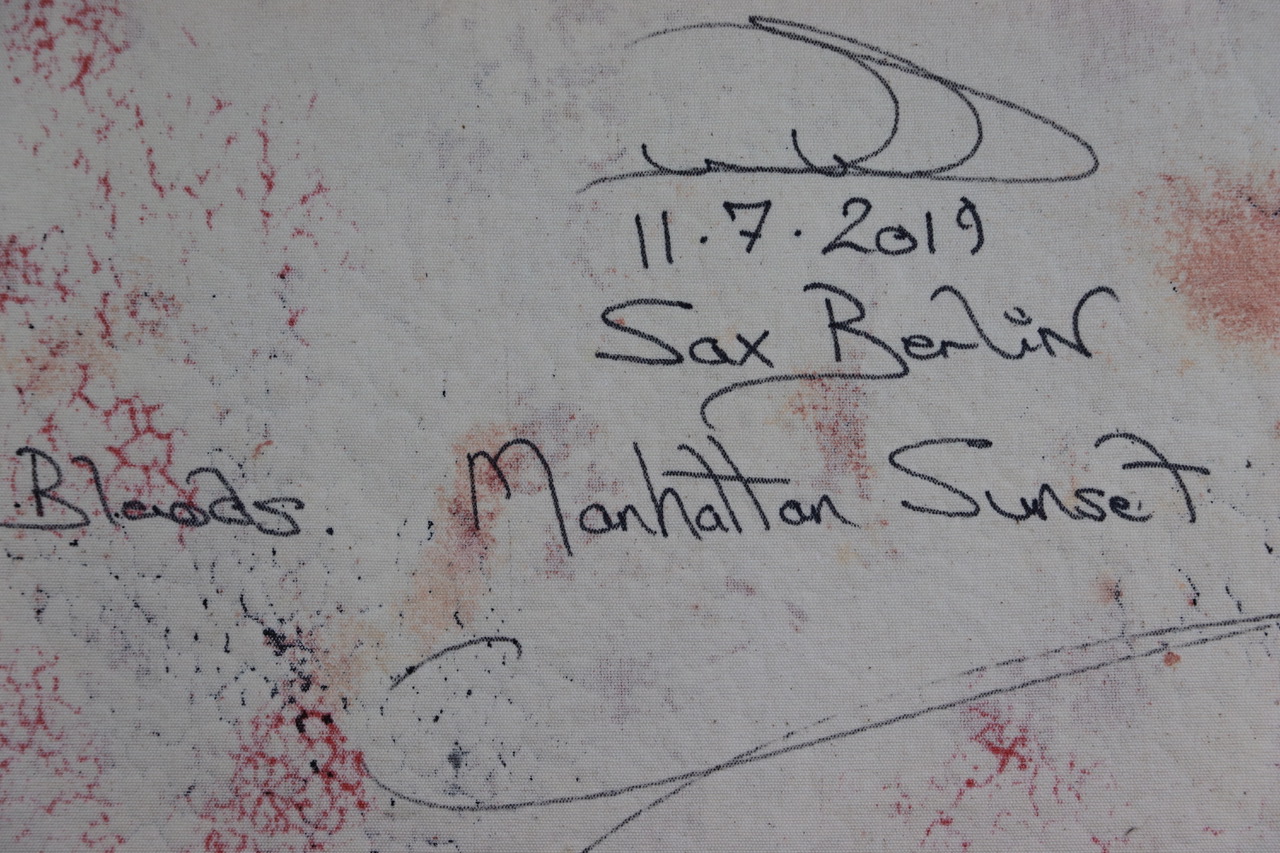 11.7.2019
Sax Berlin
Bloods. Manhattan Sunset